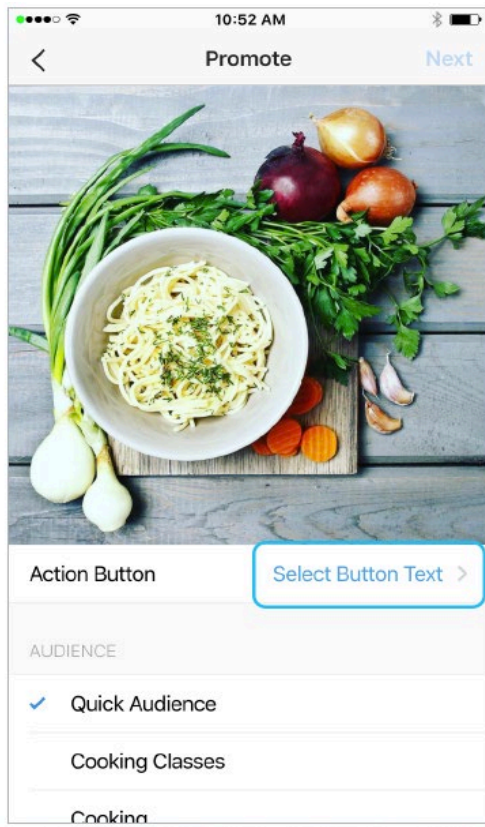 10:52 AM
Promote Next
Action Button Select Button Text
AUDIENCE
Quick Audience
Cooking Classes
Cooking